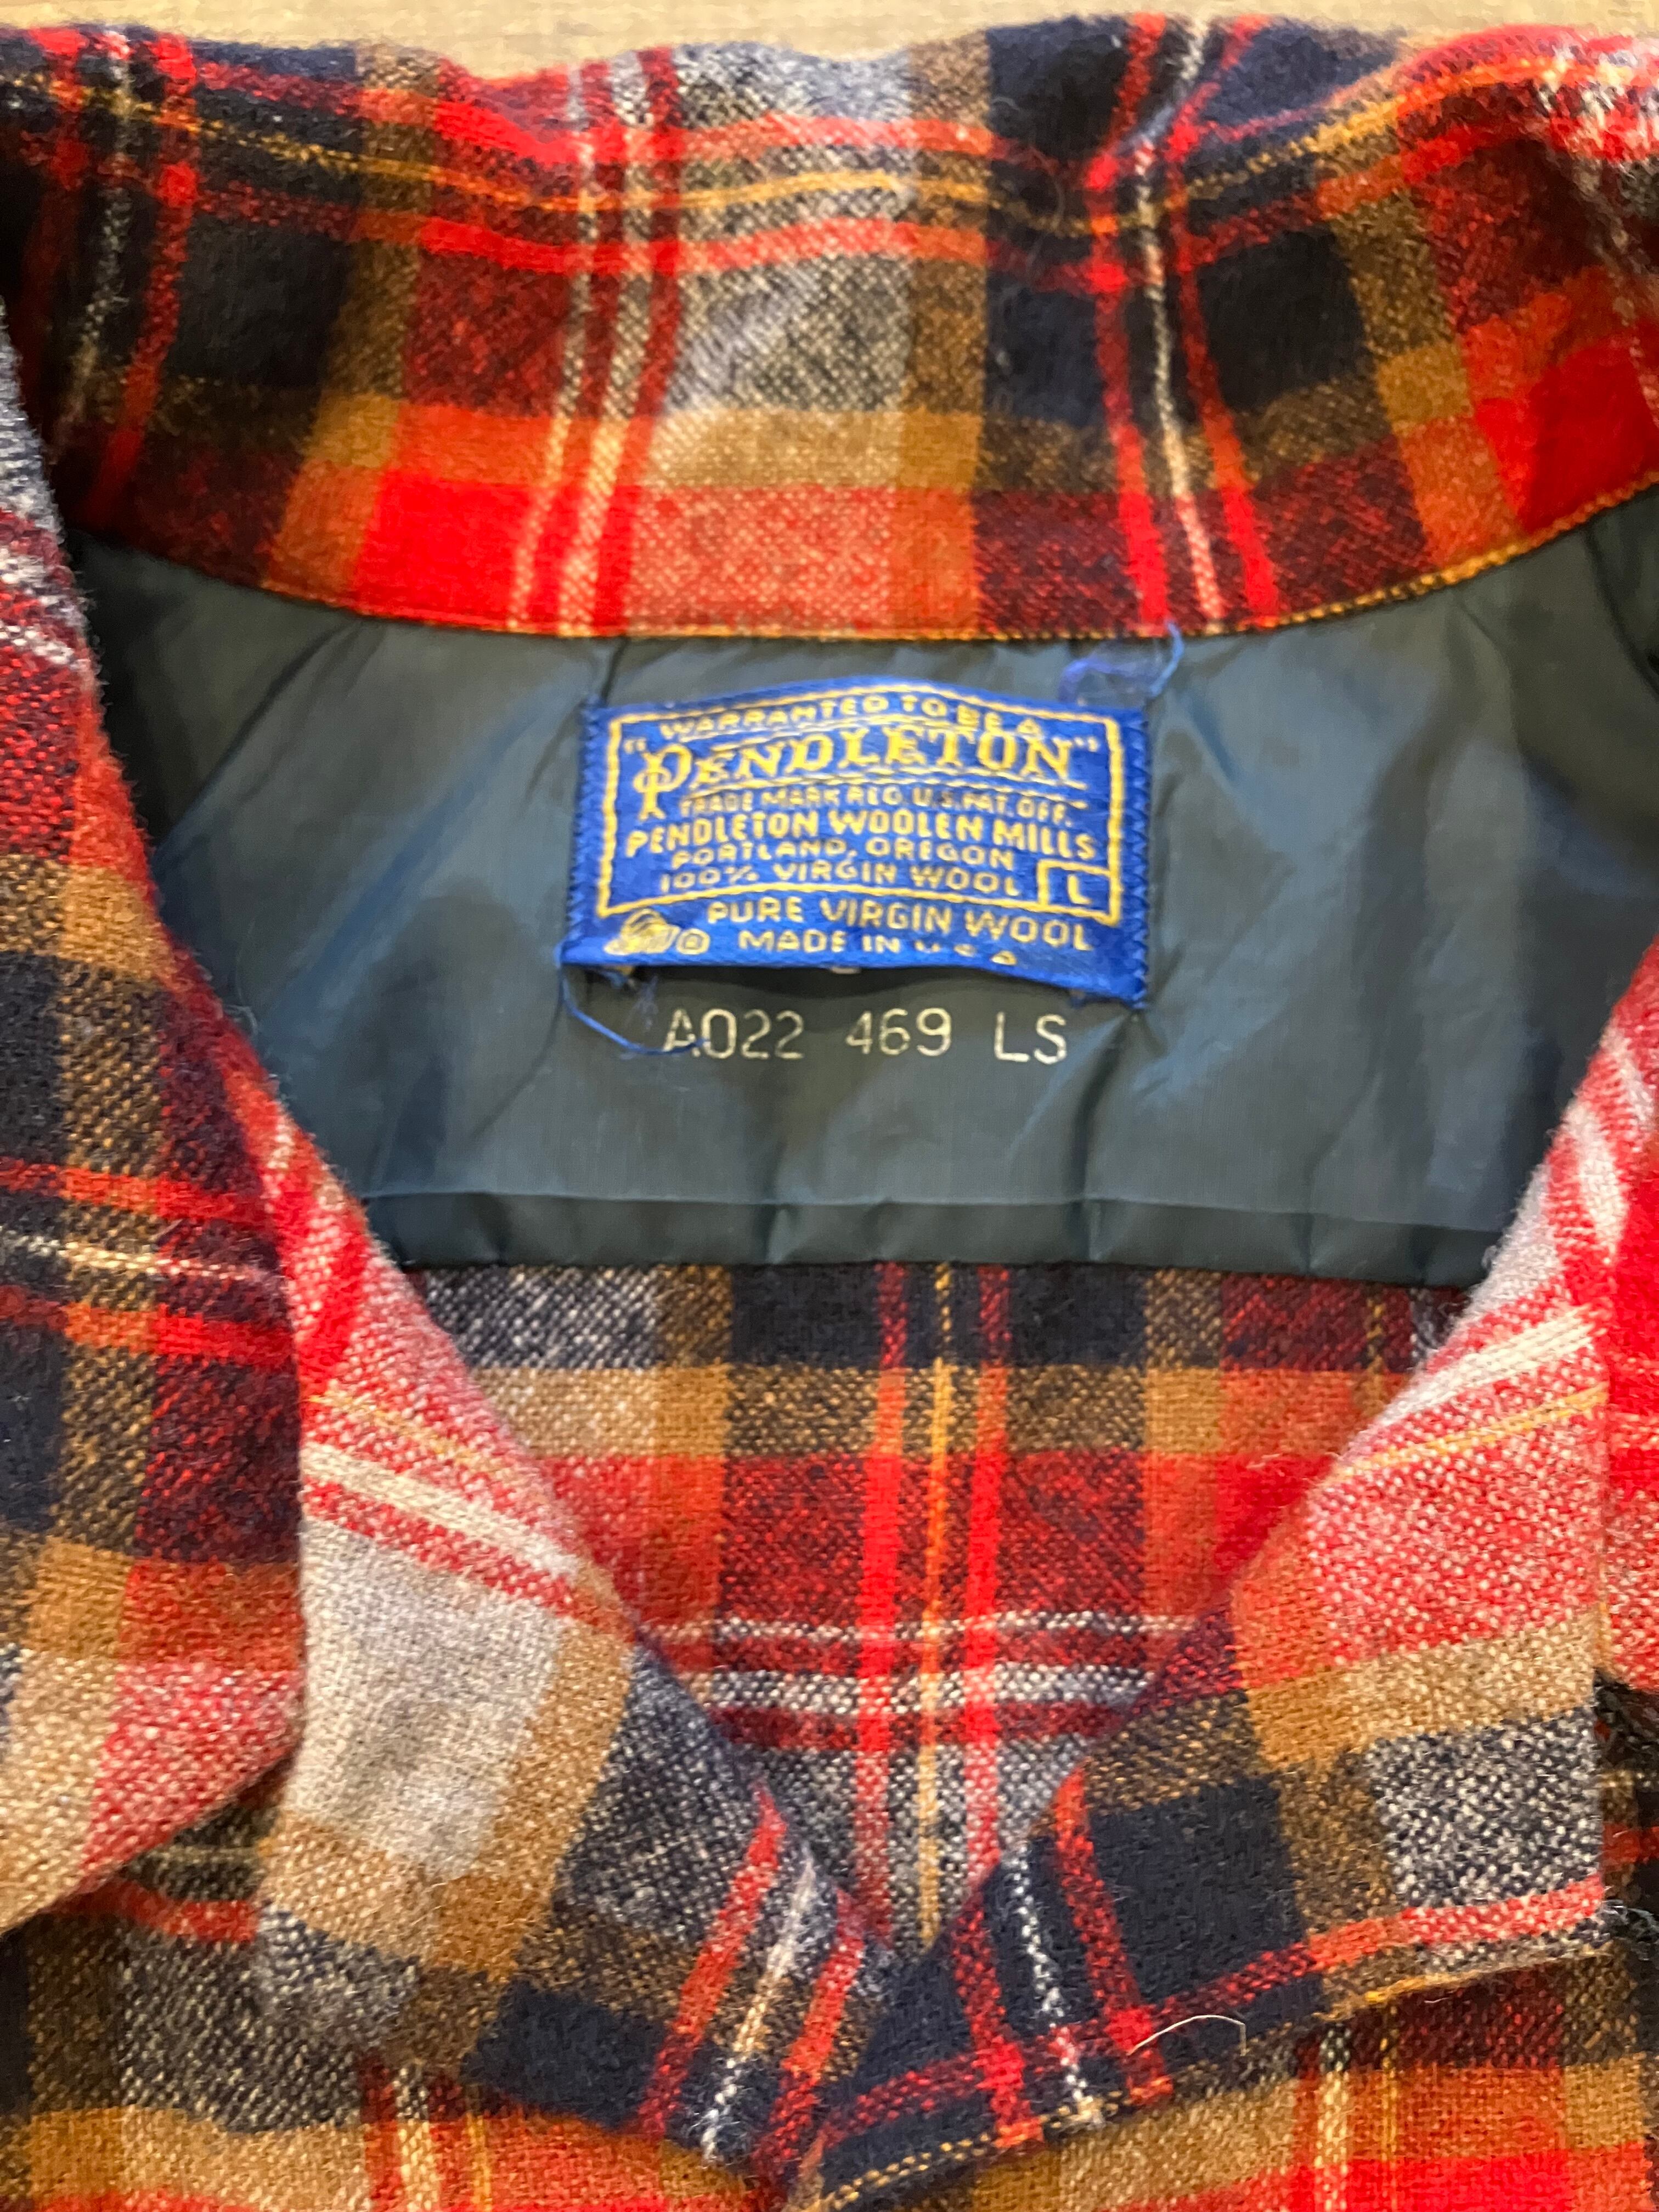 "WARRANTED TO BE A
PENDLETON"
TRADE MARK REG. U.S. PAT. OFF.
PENDLETON WOOLEN MILLS
PORTLAND, OREGON
100% VIRGIN WOOL L
PURE VIRGIN WOOL
® MADE IN U S A
A022 469 LS